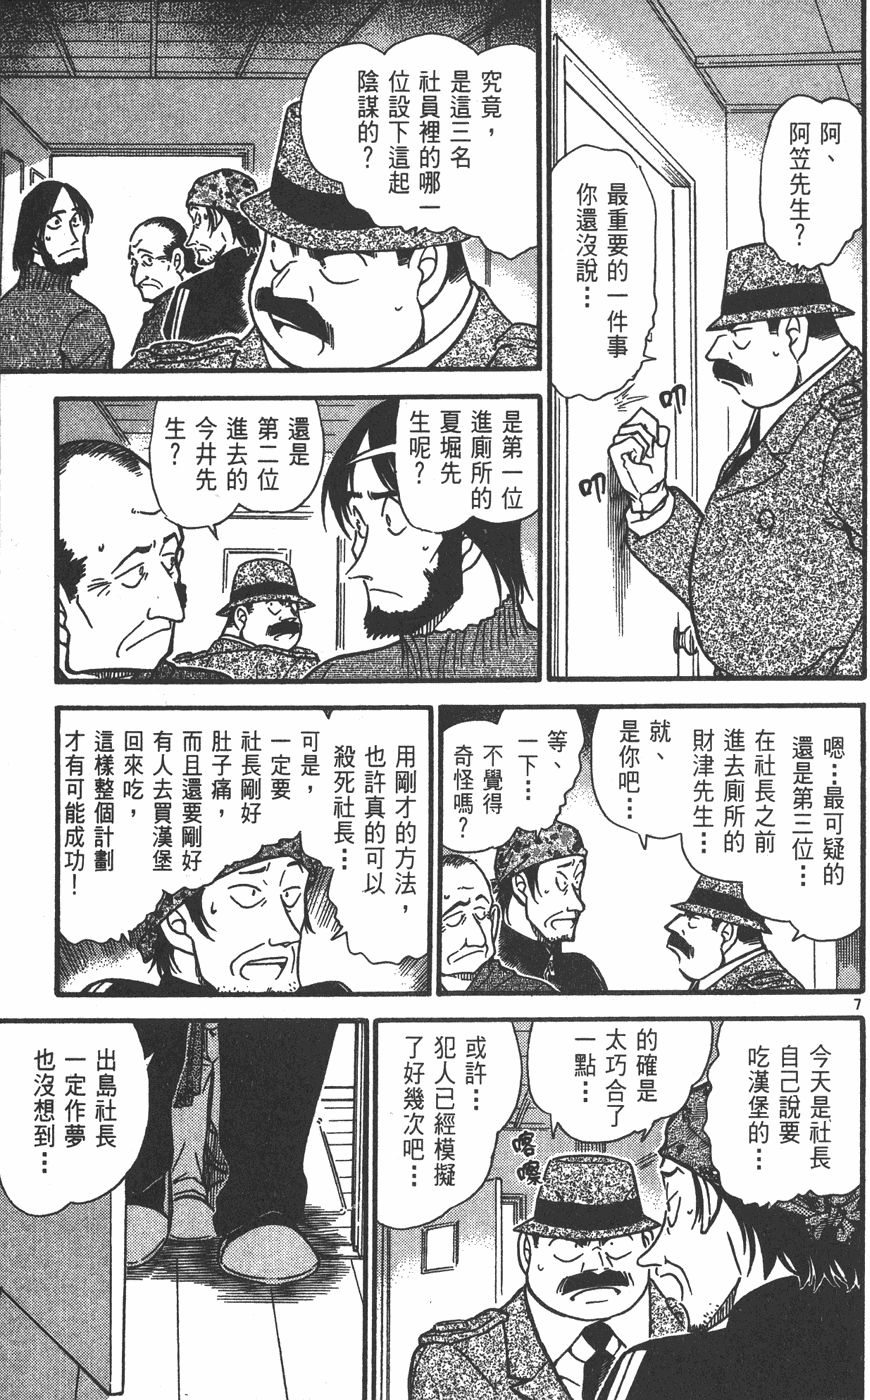 阿、
阿笠先生？
最重要的一件事
你還沒說…
叩
叩
究竟，
是這三名
社員裡的哪一
位設下這起
陰謀的？
是第一位
進廁所的
夏堀先
生呢？
還是
第二位
進去的
今井先
生？
嗯…最可疑的
還是第三位…
在社長之前
進去廁所的
財津先生…
就、
是你吧…
等、
一下…
不覺得
奇怪嗎？
用剛才的方法，
也許真的可以
殺死社長…
可是，
一定要
社長剛好
肚子痛，
而且還要剛好
有人去買漢堡
回來吃，
這樣整個計劃
才有可能成功！
7
今天是社長
自己說要
吃漢堡的…
的確是
太巧合了
一點…
或許…
犯人已經模擬
了好幾次吧…
喀嚓
出島社長
一定作夢
也沒想到…